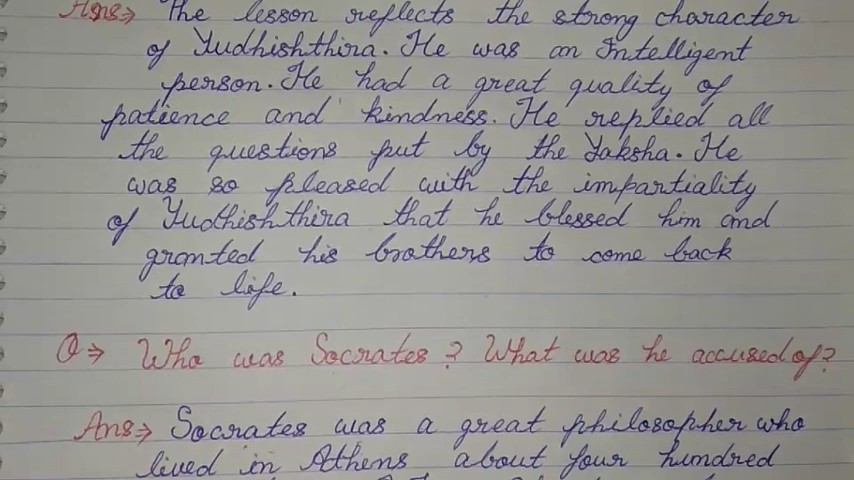 Ans⇒ The lesson reflects the strong character
of Yudhishthira. He was an Intelligent
person. He had a great quality of
patience and kindness. He replied all
the questions put by the Yaksha. He
was so pleased with the impartiality
of Yudhishthira that he blessed him and
granted his brothers to come back
to life.
Q⇒ Who was Socrates? What was he accused of?
Ans⇒ Socrates was a great philosopher who
lived in Athens about four hundred